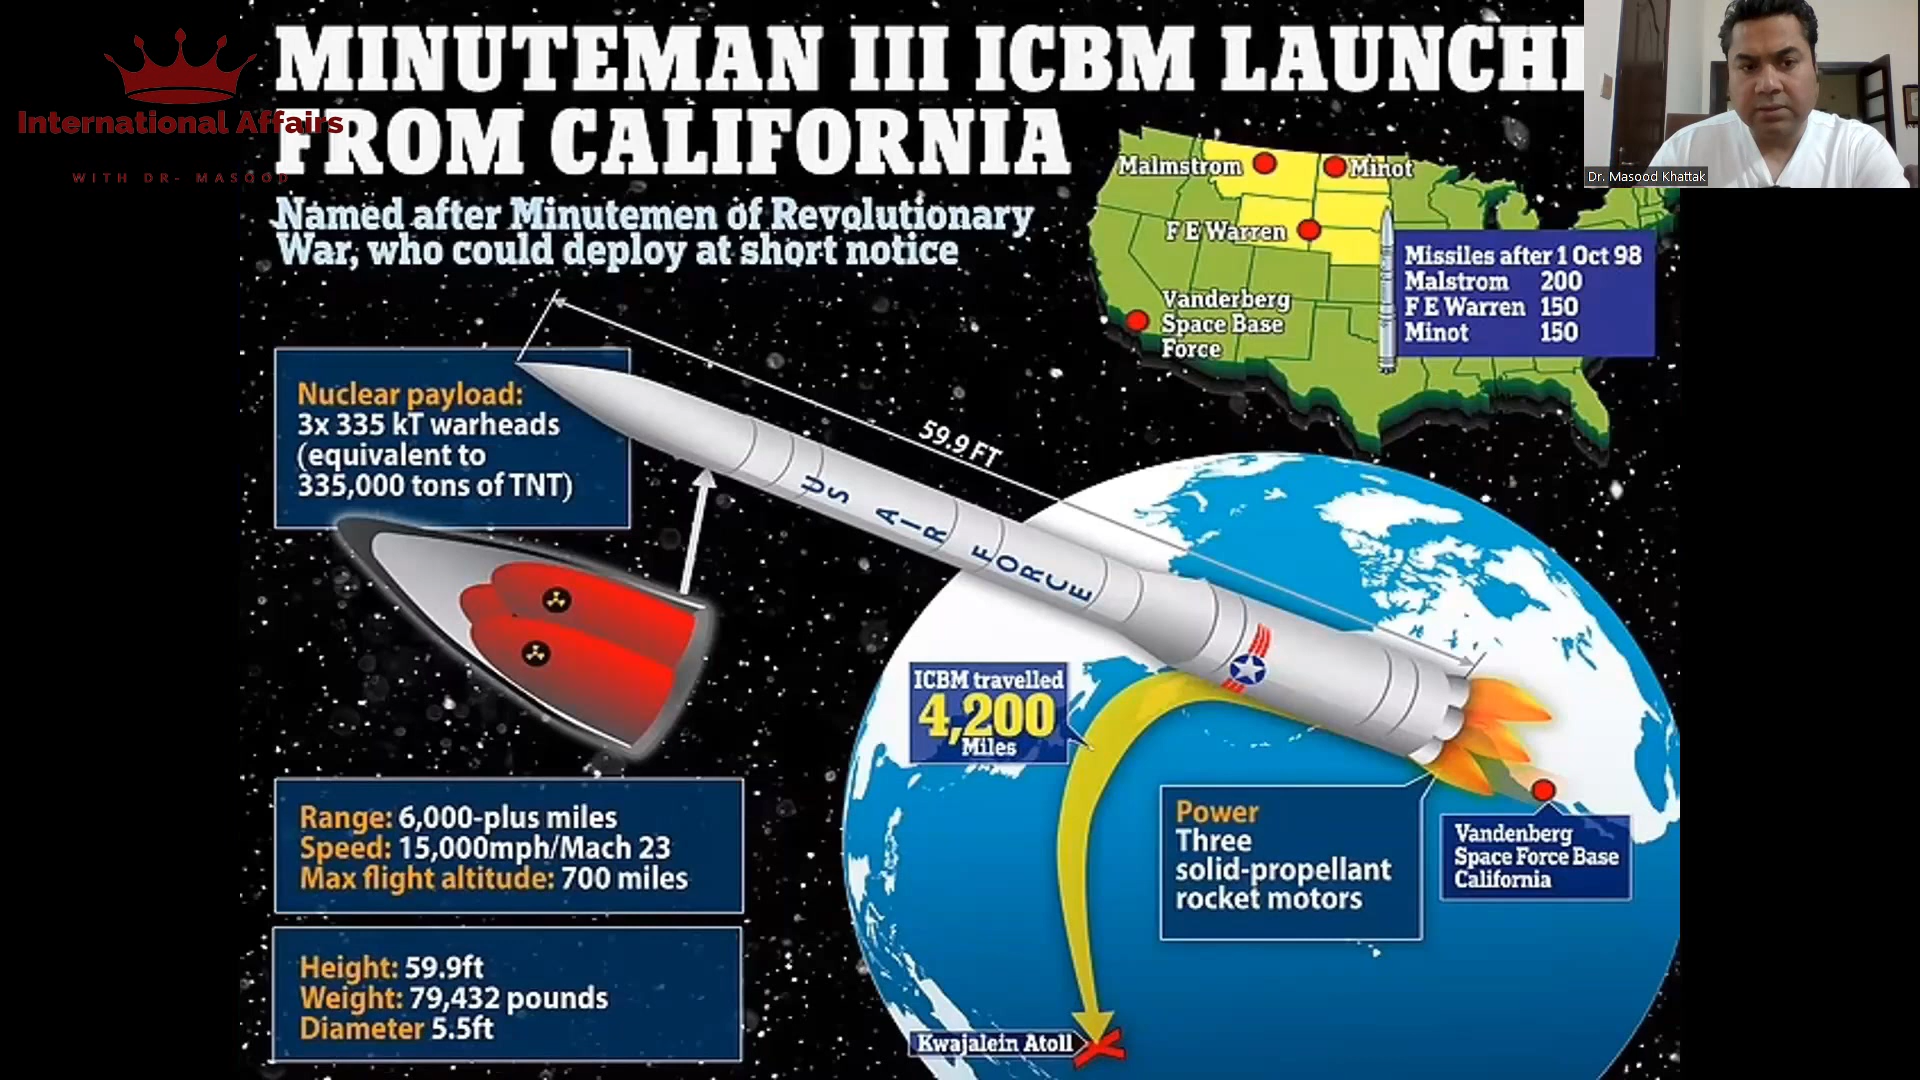 MINUTEMAN III ICBM LAUNCH
FROM CALIFORNIA
International Affairs
WITH DR- MASOOD
Named after Minutemen of Revolutionary
War, who could deploy at short notice
Dr. Masood Khattak
Malmstrom
Minot
F E Warren
Vanderberg
Space Base
Force
Missiles after 1 Oct 98
Malstrom 200
F E Warren 150
Minot 150
Nuclear payload:
3x 335 kT warheads
(equivalent to
335,000 tons of TNT)
59.9 FT
US AIR FORCE
ICBM travelled
4,200
Miles
Range: 6,000-plus miles
Speed: 15,000mph/Mach 23
Max flight altitude: 700 miles
Power
Three
solid-propellant
rocket motors
Vandenberg
Space Force Base
California
Height: 59.9ft
Weight: 79,432 pounds
Diameter 5.5ft
Kwajalein Atoll